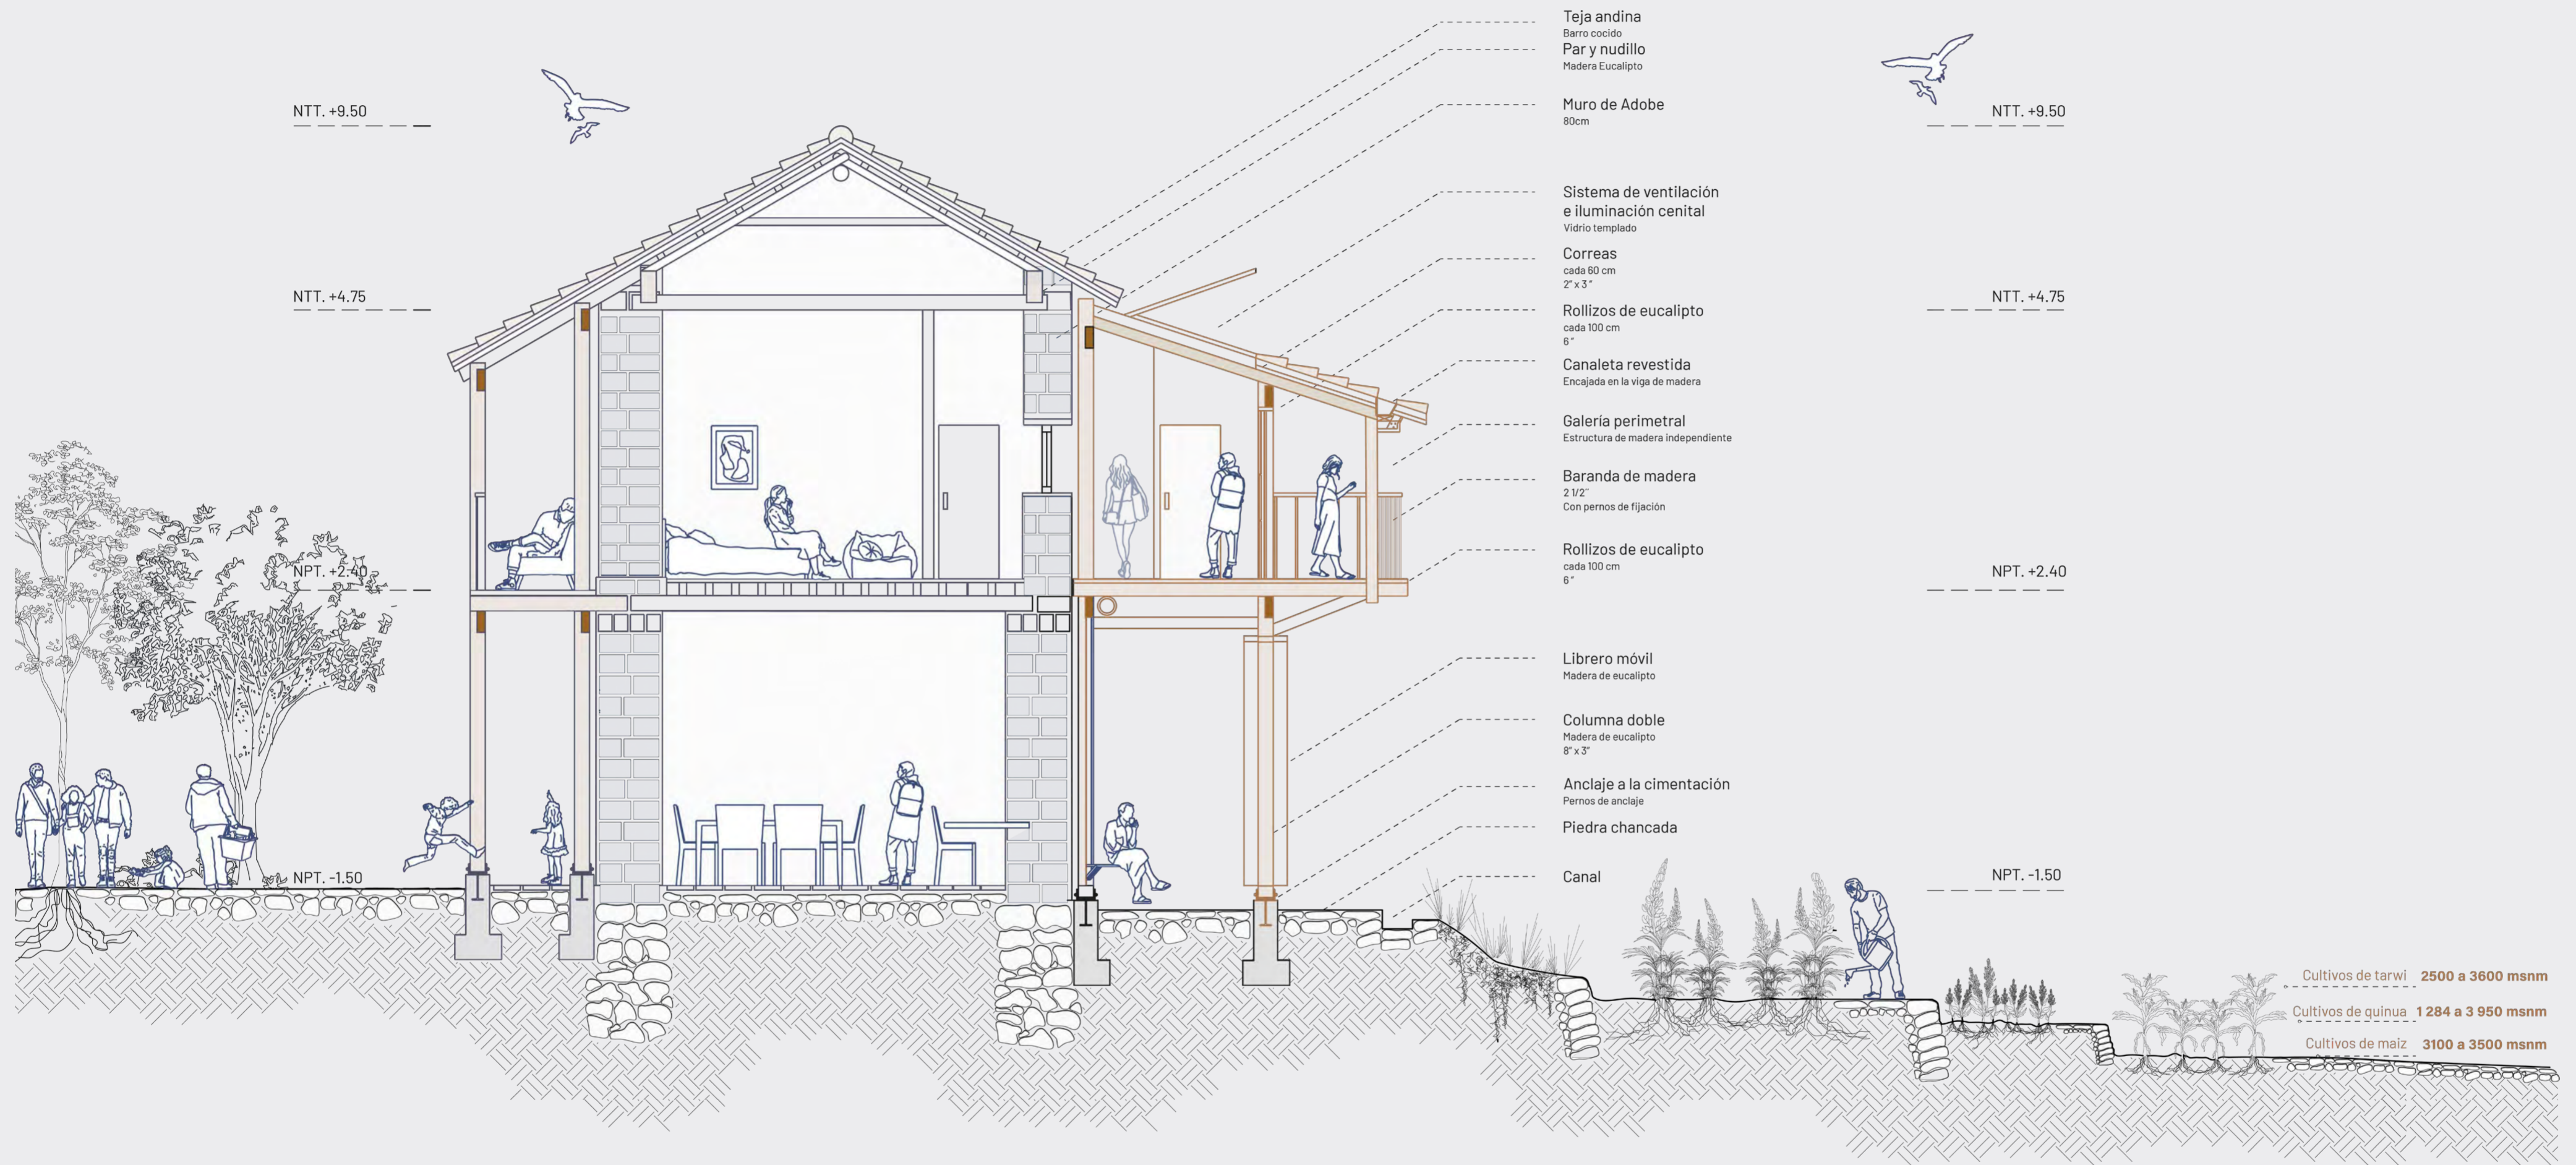 NTT. +9.50
NTT. +4.75
NPT. +2.40
NPT. -1.50
Teja andina
Barro cocido
Par y nudillo
Madera Eucalipto
Muro de Adobe
80cm
Sistema de ventilación
e iluminación cenital
Vidrio templado
Correas
cada 60 cm
2" x 3 "
Rollizos de eucalipto
cada 100 cm
6 "
Canaleta revestida
Encajada en la viga de madera
Galería perimetral
Estructura de madera independiente
Baranda de madera
2 1/2¨
Con pernos de fijación
Rollizos de eucalipto
cada 100 cm
6 "
Librero móvil
Madera de eucalipto
Columna doble
Madera de eucalipto
8" x 3"
Anclaje a la cimentación
Pernos de anclaje
Piedra chancada
Canal
NTT. +9.50
NTT. +4.75
NPT. +2.40
NPT. -1.50
Cultivos de tarwi 2500 a 3600 msnm
Cultivos de quinua 1 284 a 3 950 msnm
Cultivos de maiz 3100 a 3500 msnm